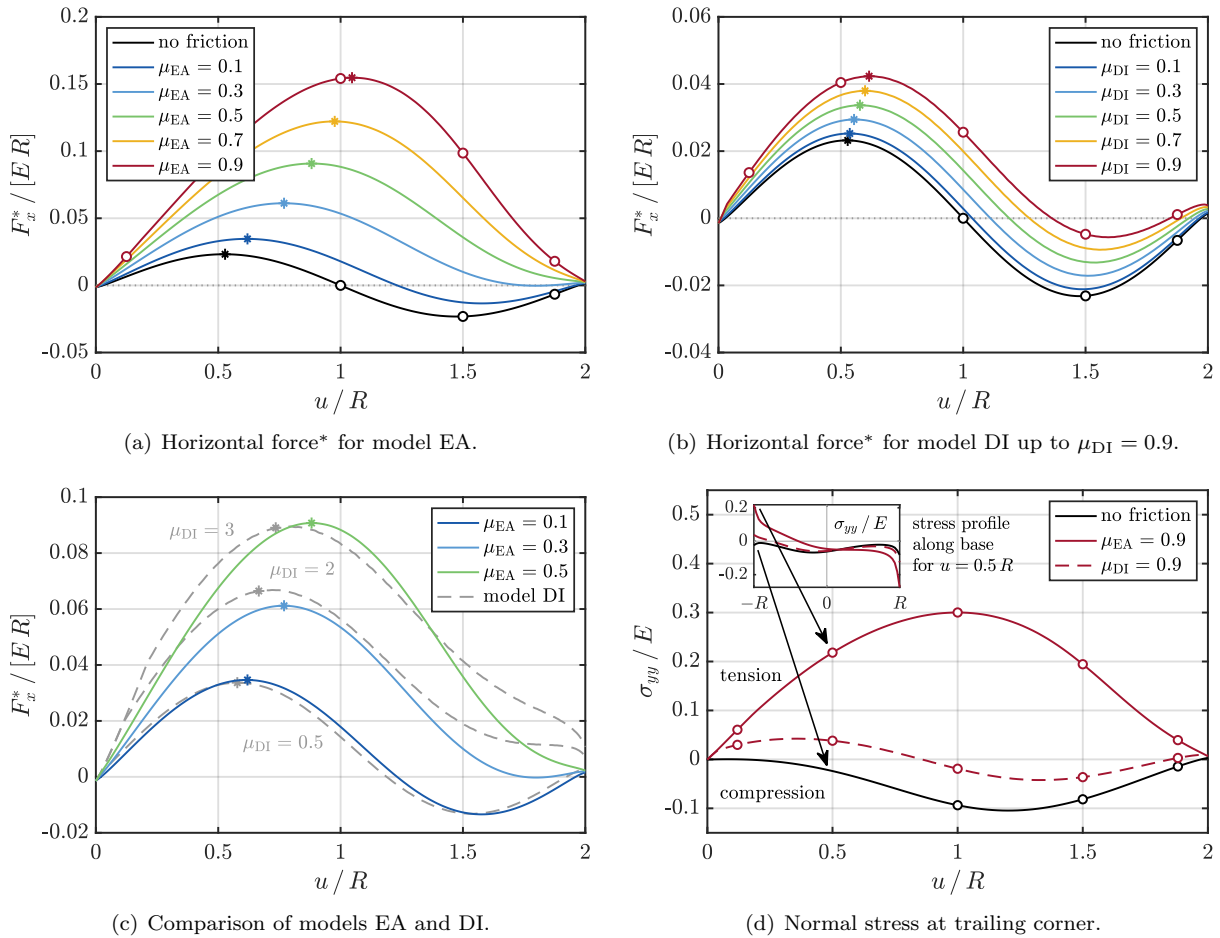 0.2
0.15
0.1
0.05
0
-0.05
F*x / [E R]
no friction
μEA = 0.1
μEA = 0.3
μEA = 0.5
μEA = 0.7
μEA = 0.9
0 0.5 1 1.5 2
u / R
(a) Horizontal force* for model EA.
0.06
0.04
0.02
0
-0.02
-0.04
F*x / [E R]
no friction
μDI = 0.1
μDI = 0.3
μDI = 0.5
μDI = 0.7
μDI = 0.9
0 0.5 1 1.5 2
u / R
(b) Horizontal force* for model DI up to μDI = 0.9.
0.1
0.08
0.06
0.04
0.02
0
-0.02
F*x / [E R]
μDI = 3
μDI = 2
μDI = 0.5
μEA = 0.1
μEA = 0.3
μEA = 0.5
model DI
0 0.5 1 1.5 2
u / R
(c) Comparison of models EA and DI.
0.5
0.4
0.3
0.2
0.1
0
-0.1
σyy / E
0.2
0
-0.2
σyy / E
−R 0 R
stress profile
along base
for u = 0.5 R
no friction
μEA = 0.9
μDI = 0.9
tension
compression
0 0.5 1 1.5 2
u / R
(d) Normal stress at trailing corner.